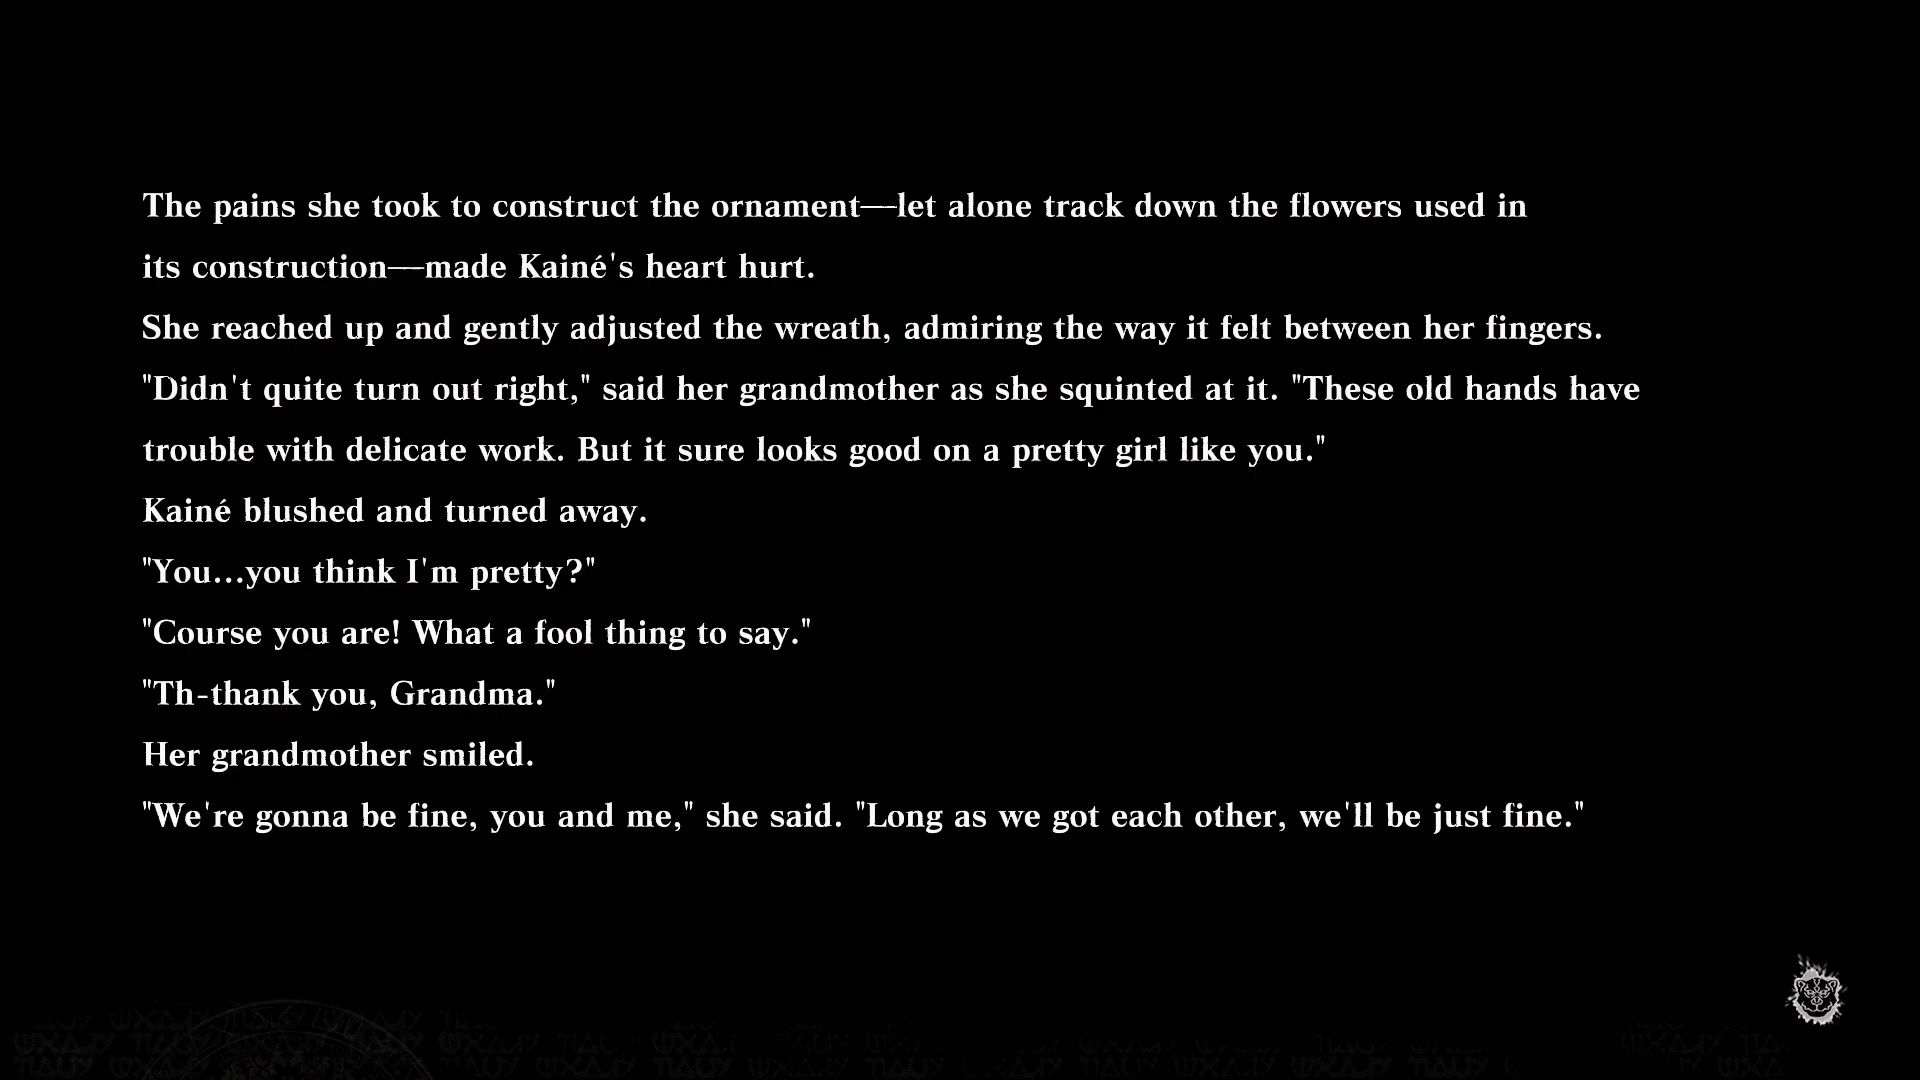 The pains she took to construct the ornament—let alone track down the flowers used in
its construction—made Kainé's heart hurt.
She reached up and gently adjusted the wreath, admiring the way it felt between her fingers.
"Didn't quite turn out right," said her grandmother as she squinted at it. "These old hands have
trouble with delicate work. But it sure looks good on a pretty girl like you."
Kainé blushed and turned away.
"You...you think I'm pretty?"
"Course you are! What a fool thing to say."
"Th-thank you, Grandma."
Her grandmother smiled.
"We're gonna be fine, you and me," she said. "Long as we got each other, we'll be just fine."